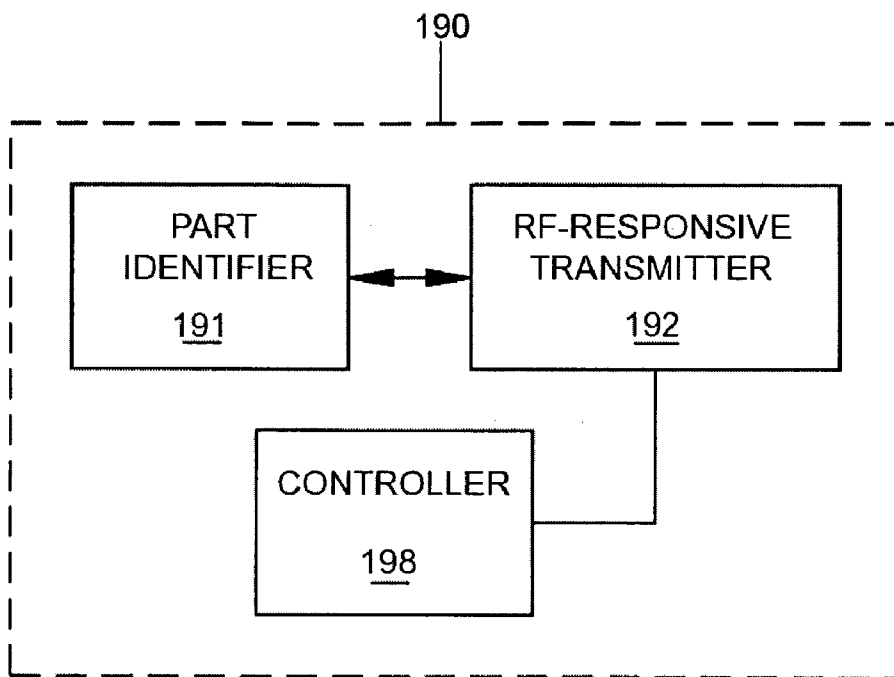 190
PART
IDENTIFIER
191
RF-RESPONSIVE
TRANSMITTER
192
CONTROLLER
198